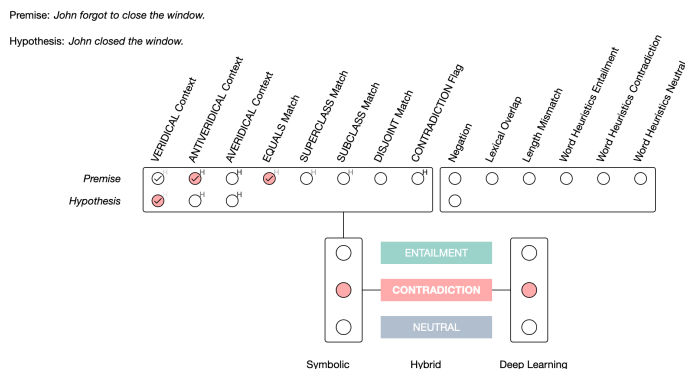 Premise: John forgot to close the window.
Hypothesis: John closed the window.
VERIDICAL Context
ANTIVERIDICAL Context
AVERIDICAL Context
EQUALS Match
SUPERCLASS Match
SUBCLASS Match
DISJOINT Match
CONTRADICTION Flag
Negation
Lexical Overlap
Length Mismatch
Word Heuristics Entailment
Word Heuristics Contradiction
Word Heuristics Neutral
Premise H H H H H H H
Hypothesis H H H
ENTAILMENT
CONTRADICTION
NEUTRAL
Symbolic Hybrid Deep Learning